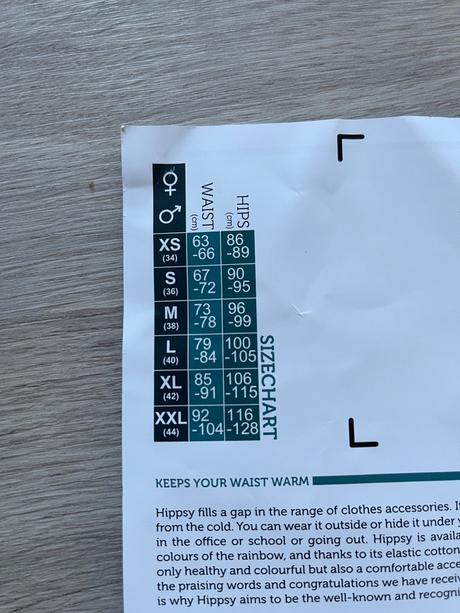 ♀ ♂ WAIST (cm) HIPS (cm)
XS (34) 63-66 86-89
S (36) 67-72 90-95
M (38) 73-78 96-99
L (40) 79-84 100-105
XL (42) 85-91 106-115
XXL (44) 92-104 116-128
SIZECHART
KEEPS YOUR WAIST WARM
Hippsy fills a gap in the range of clothes accessories.
from the cold. You can wear it outside or hide it under
in the office or school or going out. Hippsy is
colours of the rainbow, and thanks to its elastic cotton
only healthy and colourful but also a comfortable
the praising words and congratulations we have
is why Hippsy aims to be the well-known and